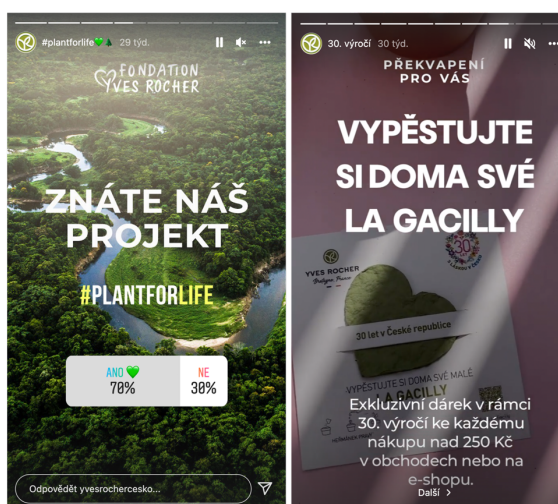 #plantforlife💚🌲 29 týd.
FONDATION
YVES ROCHER
ZNÁTE NÁŠ
PROJEKT
#PLANTFORLIFE
ANO 💚
70%
NE
30%
Odpovědět yvesrochercesko...
30. výročí 30 týd.
PŘEKVAPENÍ
PRO VÁS
VYPĚSTUJTE
SI DOMA SVÉ
LA GACILLY
YVES ROCHER
Bretagne, France
30
30 let v České republice
VYPĚSTUJTE SI DOMA SVÉ MALÉ
LA GACILLY
Exkluzivní dárek v rámci
30. výročí ke každému
nákupu nad 250 Kč
v obchodech nebo na
e-shopu.
Další >